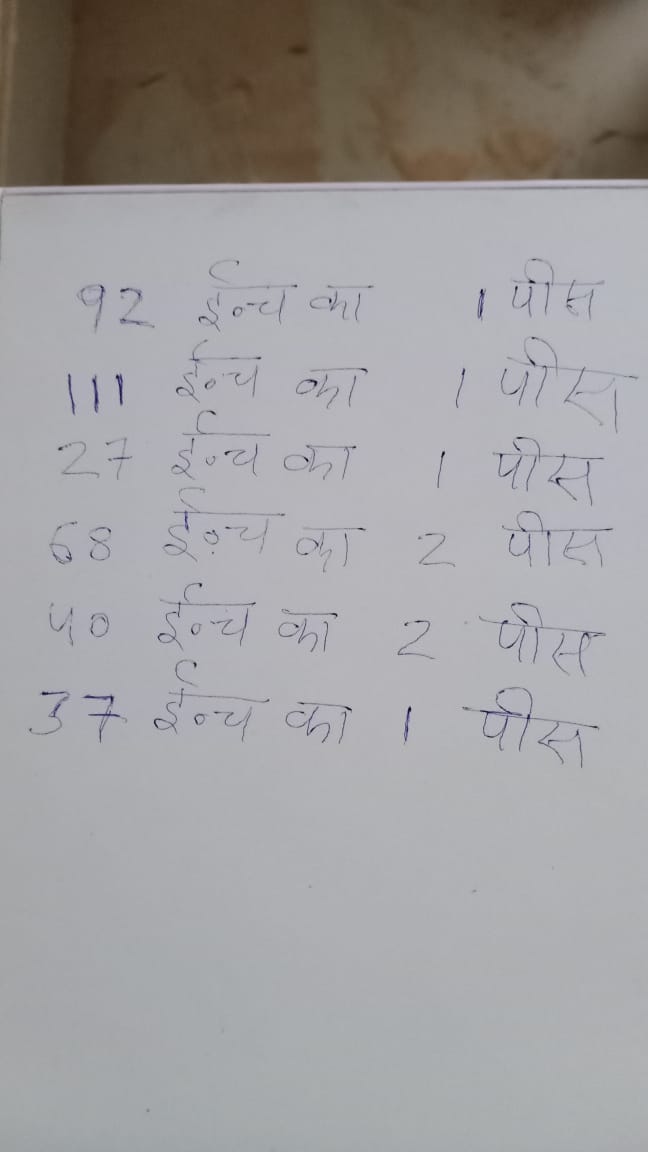 92 ईन्च का 1 पीस
111 ईन्च का 1 पीस
27 ईन्च का 1 पीस
68 ईन्च का 2 पीस
40 ईन्च का 2 पीस
37 ईन्च का 1 पीस